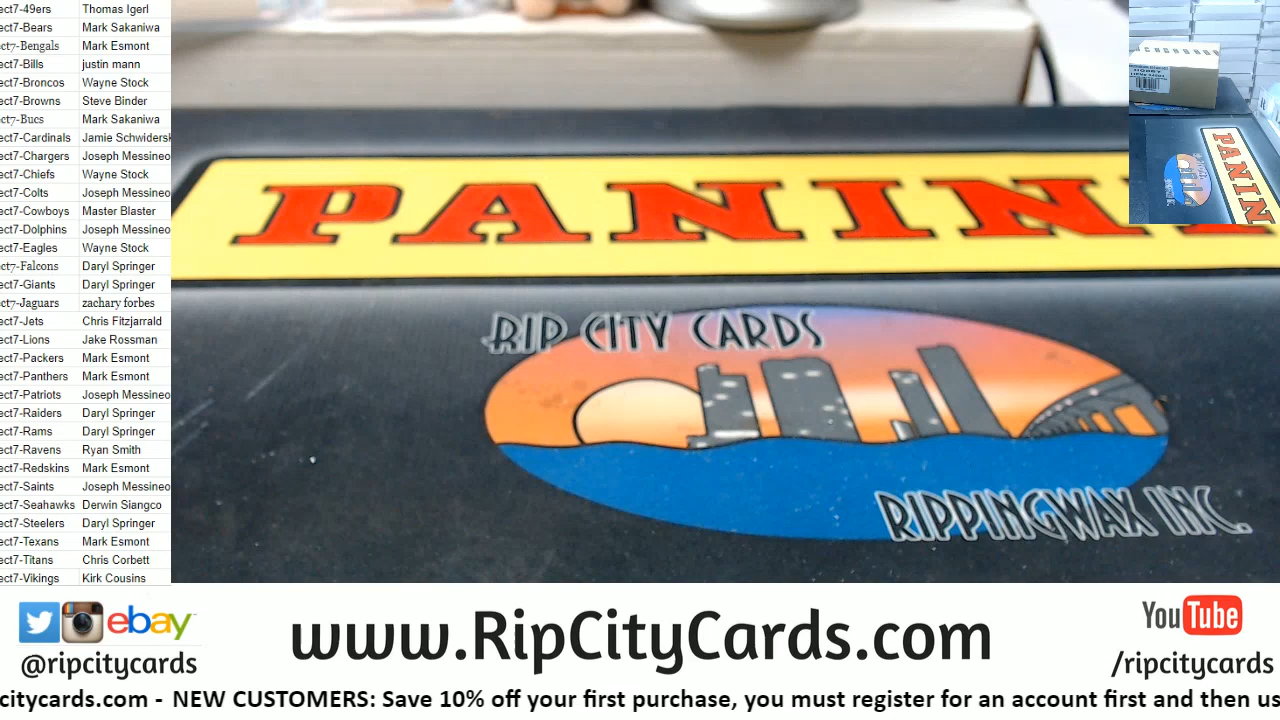 ect7-49ers Thomas Igerl
ect7-Bears Mark Sakaniwa
ect7-Bengals Mark Esmont
ect7-Bills justin mann
ect7-Broncos Wayne Stock
ect7-Browns Steve Binder
ect7-Bucs Mark Sakaniwa
ect7-Cardinals Jamie Schwidersk
ect7-Chargers Joseph Messineo
ect7-Chiefs Wayne Stock
ect7-Colts Joseph Messineo
ect7-Cowboys Master Blaster
ect7-Dolphins Joseph Messineo
ect7-Eagles Wayne Stock
ect7-Falcons Daryl Springer
ect7-Giants Daryl Springer
ect7-Jaguars zachary forbes
ect7-Jets Chris Fitzjarrald
ect7-Lions Jake Rossman
ect7-Packers Mark Esmont
ect7-Panthers Mark Esmont
ect7-Patriots Joseph Messineo
ect7-Raiders Daryl Springer
ect7-Rams Daryl Springer
ect7-Ravens Ryan Smith
ect7-Redskins Mark Esmont
ect7-Saints Joseph Messineo
ect7-Seahawks Derwin Siangco
ect7-Steelers Daryl Springer
ect7-Texans Mark Esmont
ect7-Titans Chris Corbett
ect7-Vikings Kirk Cousins
PANIN
RIP CITY CARDS
RIPPINGWAX INC.
HOBBY
PANIN
ebay
@ripcitycards
www.RipCityCards.com
YouTube
/ripcitycards
citycards.com - NEW CUSTOMERS: Save 10% off your first purchase, you must register for an account first and then us